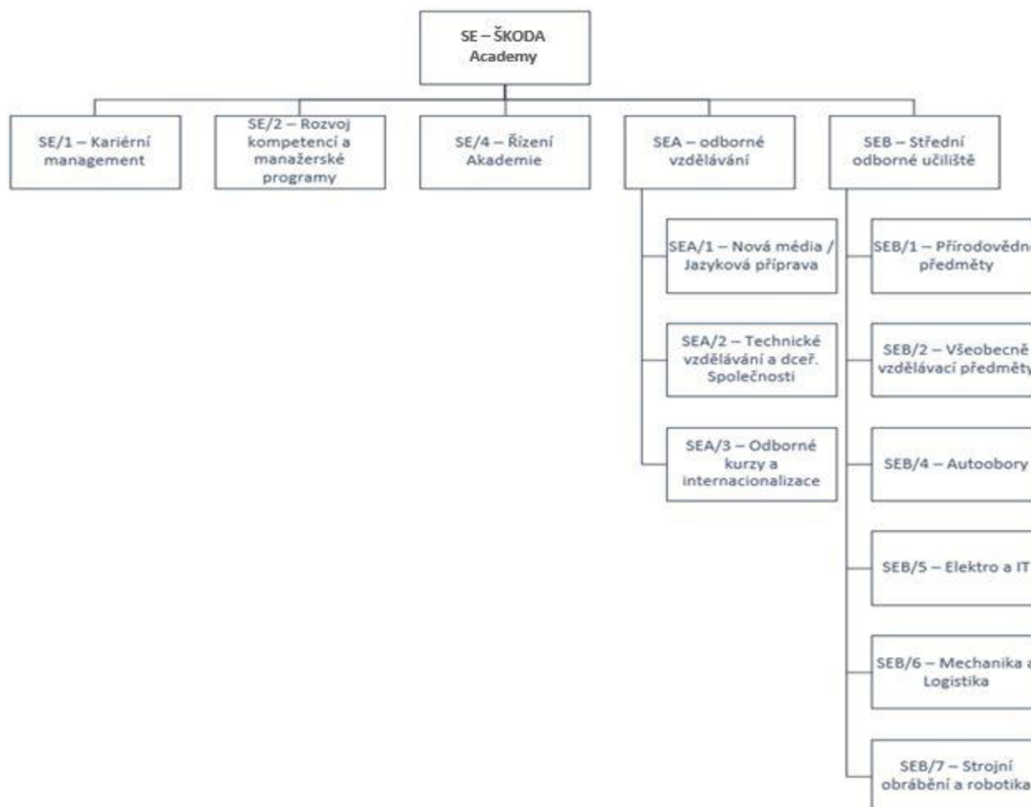 SE – ŠKODA
Academy
SE/1 – Kariérní
management
SE/2 – Rozvoj
kompetencí a
manažerské
programy
SE/4 – Řízení
Akademie
SEA – odborné
vzdělávání
SEB – Střední
odborné učiliště
SEA/1 – Nová média /
Jazyková příprava
SEA/2 – Technické
vzdělávání a dceř.
Společnosti
SEA/3 – Odborné
kurzy a
internacionalizace
SEB/1 – Přírodovědné
předměty
SEB/2 – Všeobecně
vzdělávací předměty
SEB/4 – Autoobory
SEB/5 – Elektro a IT
SEB/6 – Mechanika a
Logistika
SEB/7 – Strojní
obrábění a robotika